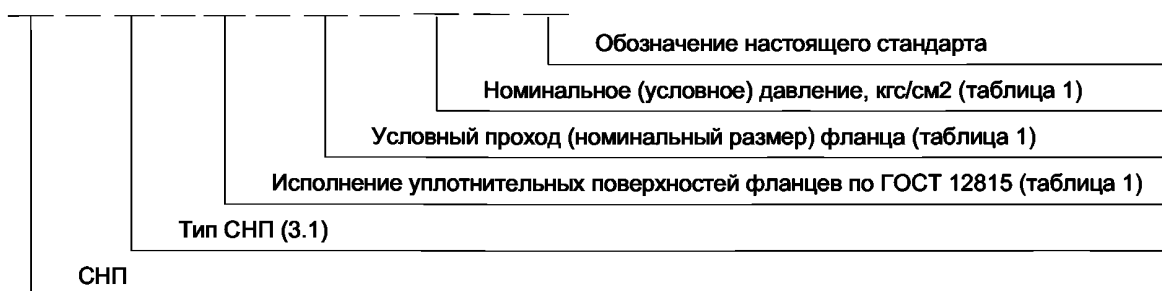 Обозначение настоящего стандарта
Номинальное (условное) давление, кгс/см2 (таблица 1)
Условный проход (номинальный размер) фланца (таблица 1)
Исполнение уплотнительных поверхностей фланцев по ГОСТ 12815 (таблица 1)
Тип СНП (3.1)
СНП